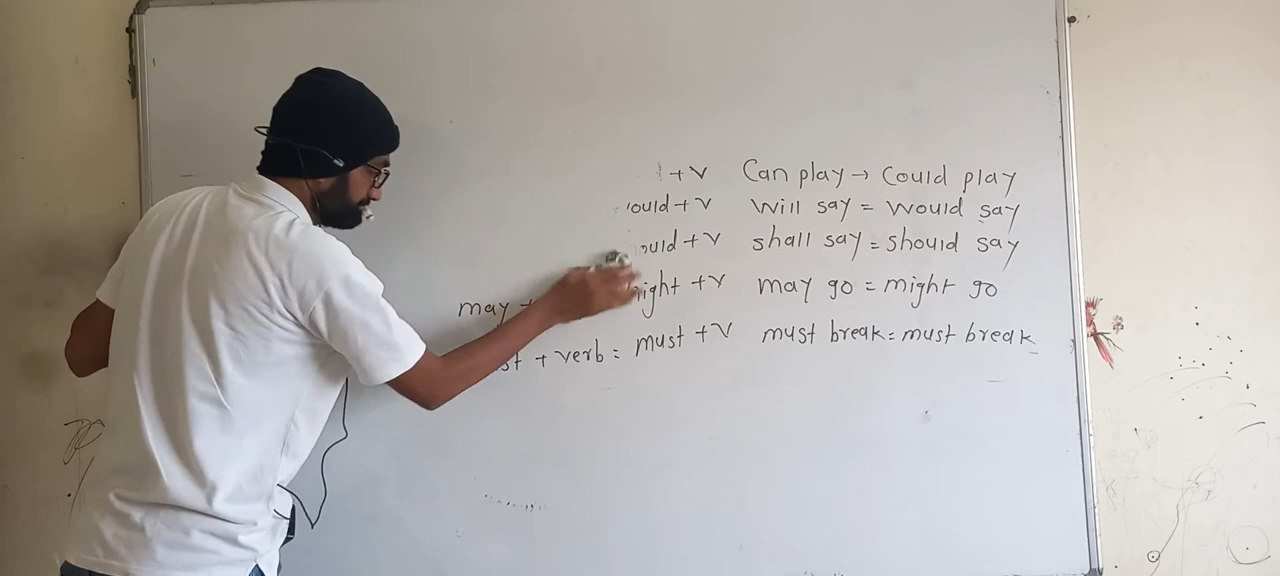 +V Can play → Could play
ould + V will say = would say
ould + V shall say = should say
may ight + V may go = might go
st + verb = must + V must break = must break